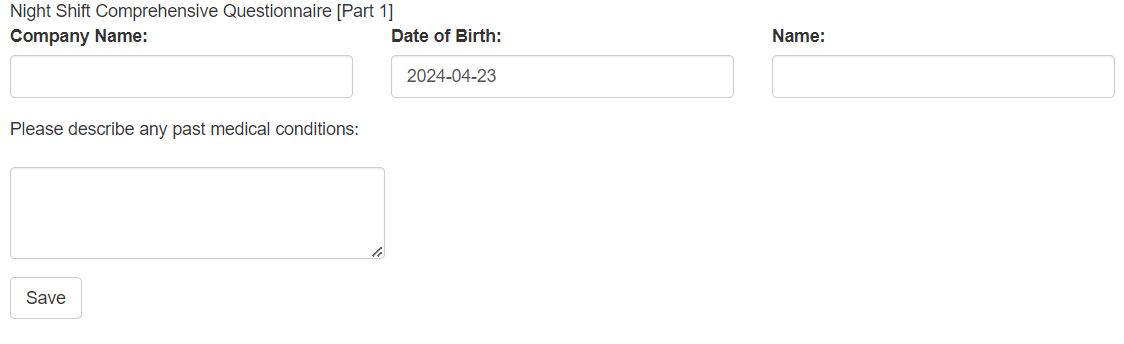 Night Shift Comprehensive Questionnaire [Part 1]
Company Name: Date of Birth: Name:
2024-04-23
Please describe any past medical conditions:
Save